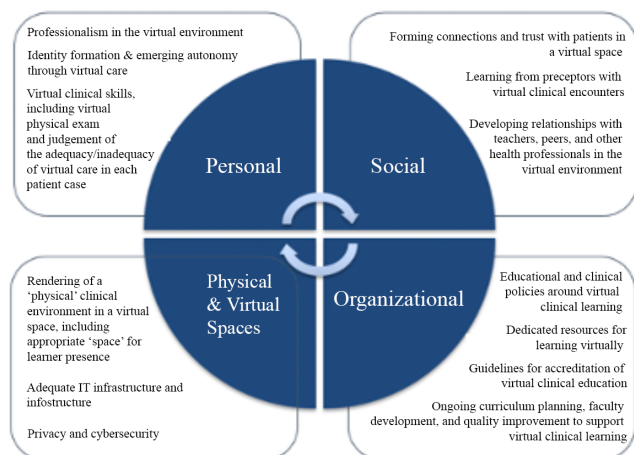 Professionalism in the virtual environment
Identity formation & emerging autonomy
through virtual care
Virtual clinical skills,
including virtual
physical exam
and judgement of
the adequacy/inadequacy
of virtual care in each
patient case
Personal
Forming connections and trust with patients in
a virtual space
Learning from preceptors with
virtual clinical encounters
Developing relationships with
teachers, peers, and other
health professionals in the
virtual environment
Social
Rendering of a
‘physical’ clinical
environment in a virtual
space, including
appropriate ‘space’ for
learner presence
Adequate IT infrastructure and
infostructure
Privacy and cybersecurity
Physical
& Virtual
Spaces
Organizational
Educational and clinical
policies around virtual
clinical learning
Dedicated resources for
learning virtually
Guidelines for accreditation of
virtual clinical education
Ongoing curriculum planning, faculty
development, and quality improvement to support
virtual clinical learning